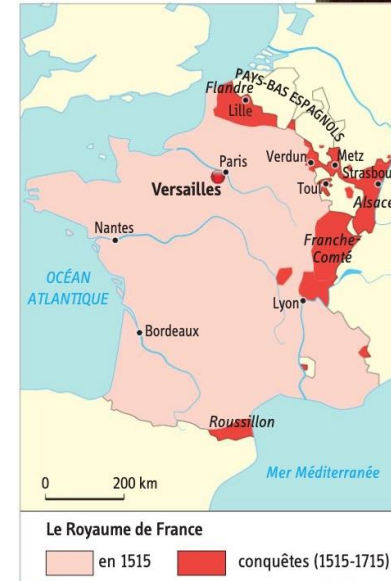 Flandre
PAYS-BAS ESPAGNOLS
Lille
Verdun
Metz
Paris
Toul
Strasbou
Versailles
Alsace
Nantes
Franche-
Comté
OCÉAN
ATLANTIQUE
Lyon
Bordeaux
Roussillon
Mer Méditerranée
0 200 km
Le Royaume de France
en 1515 conquêtes (1515-1715)